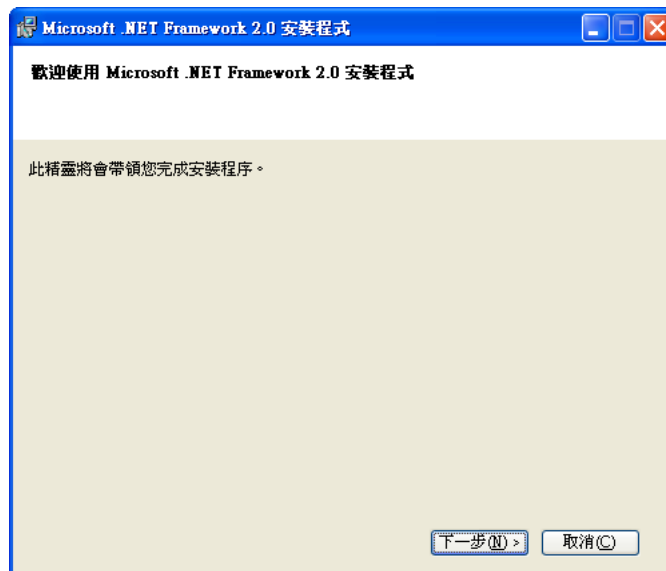 Microsoft .NET Framework 2.0 安裝程式
歡迎使用 Microsoft .NET Framework 2.0 安裝程式
此精靈將會帶領您完成安裝程序。
下一步(N) > 取消(C)